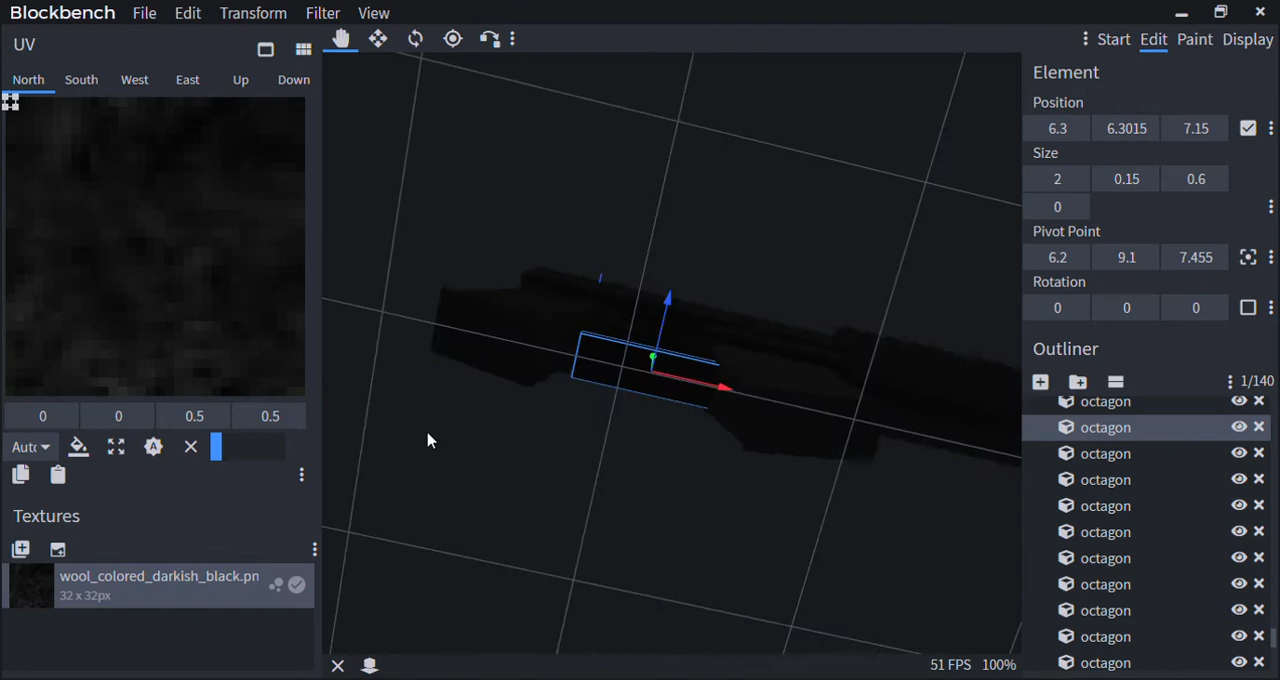 Blockbench File Edit Transform Filter View
UV
Start Edit Paint Display
North South West East Up Down
Element
Position
6.3 6.3015 7.15
Size
2 0.15 0.6
0
Pivot Point
6.2 9.1 7.455
Rotation
0 0 0
Outliner
1/140
octagon
octagon
octagon
octagon
octagon
octagon
octagon
octagon
octagon
octagon
octagon
0 0 0.5 0.5
Auto
Textures
wool_colored_darkish_black.pn
32 x 32px
51 FPS 100%